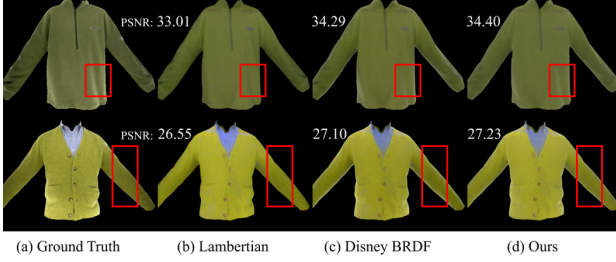 PSNR: 33.01 34.29 34.40
PSNR: 26.55 27.10 27.23
(a) Ground Truth (b) Lambertian (c) Disney BRDF (d) Ours